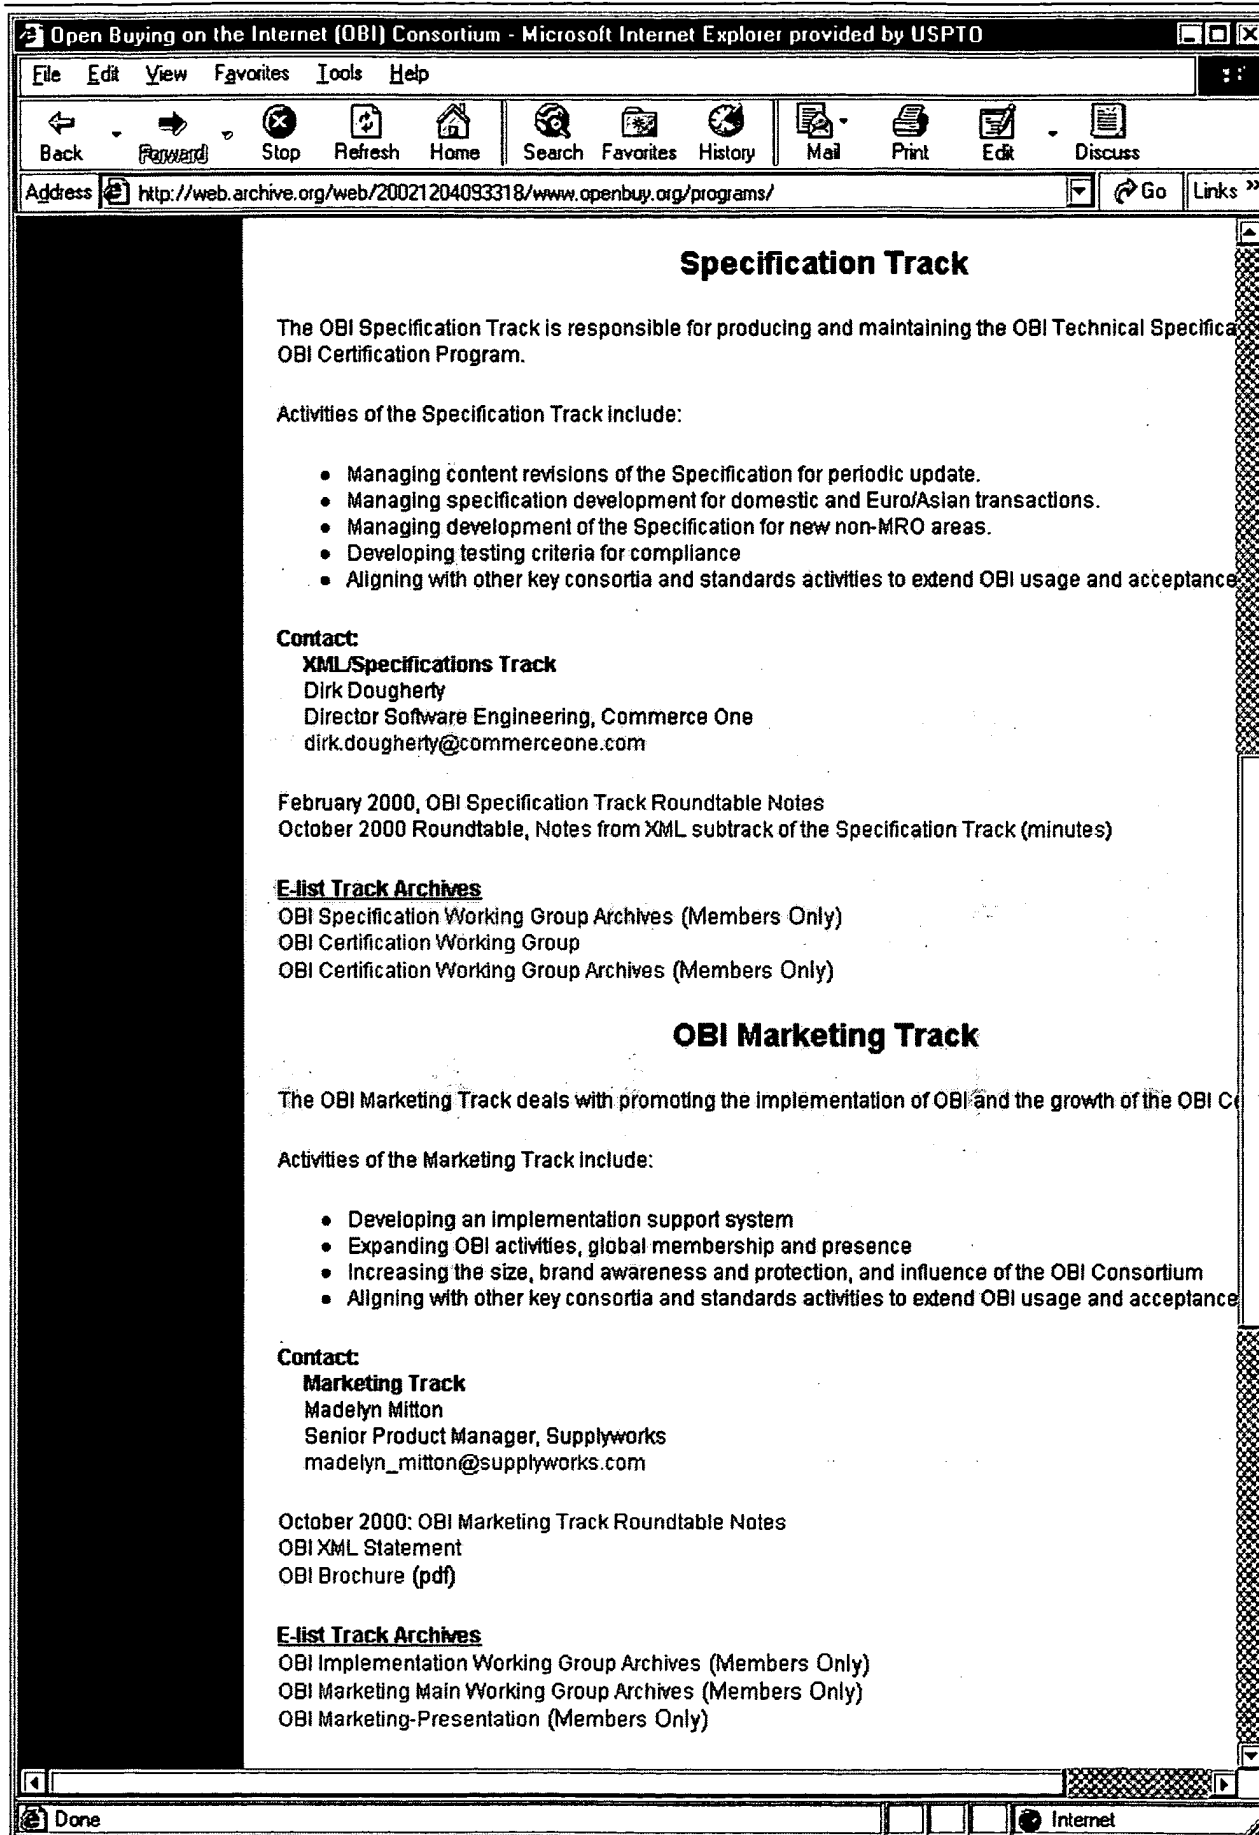 Open Buying on the Internet (OBI) Consortium - Microsoft Internet Explorer provided by USPTO
File Edit View Favorites Tools Help
Back Forward Stop Refresh Home Search Favorites History Mail Print Edit Discuss
Address http://web.archive.org/web/20021204093318/www.openbuy.org/programs/ Go Links »
Specification Track
The OBI Specification Track is responsible for producing and maintaining the OBI Technical Specifica
OBI Certification Program.
Activities of the Specification Track include:
• Managing content revisions of the Specification for periodic update.
• Managing specification development for domestic and Euro/Asian transactions.
• Managing development of the Specification for new non-MRO areas.
• Developing testing criteria for compliance
• Aligning with other key consortia and standards activities to extend OBI usage and acceptance
Contact:
XML/Specifications Track
Dirk Dougherty
Director Software Engineering, Commerce One
dirk.dougherty@commerceone.com
February 2000, OBI Specification Track Roundtable Notes
October 2000 Roundtable, Notes from XML subtrack of the Specification Track (minutes)
E-list Track Archives
OBI Specification Working Group Archives (Members Only)
OBI Certification Working Group
OBI Certification Working Group Archives (Members Only)
OBI Marketing Track
The OBI Marketing Track deals with promoting the implementation of OBI and the growth of the OBI Co
Activities of the Marketing Track include:
• Developing an implementation support system
• Expanding OBI activities, global membership and presence
• Increasing the size, brand awareness and protection, and influence of the OBI Consortium
• Aligning with other key consortia and standards activities to extend OBI usage and acceptance
Contact:
Marketing Track
Madelyn Mitton
Senior Product Manager, Supplyworks
madelyn_mitton@supplyworks.com
October 2000: OBI Marketing Track Roundtable Notes
OBI XML Statement
OBI Brochure (pdf)
E-list Track Archives
OBI Implementation Working Group Archives (Members Only)
OBI Marketing Main Working Group Archives (Members Only)
OBI Marketing-Presentation (Members Only)
Done Internet